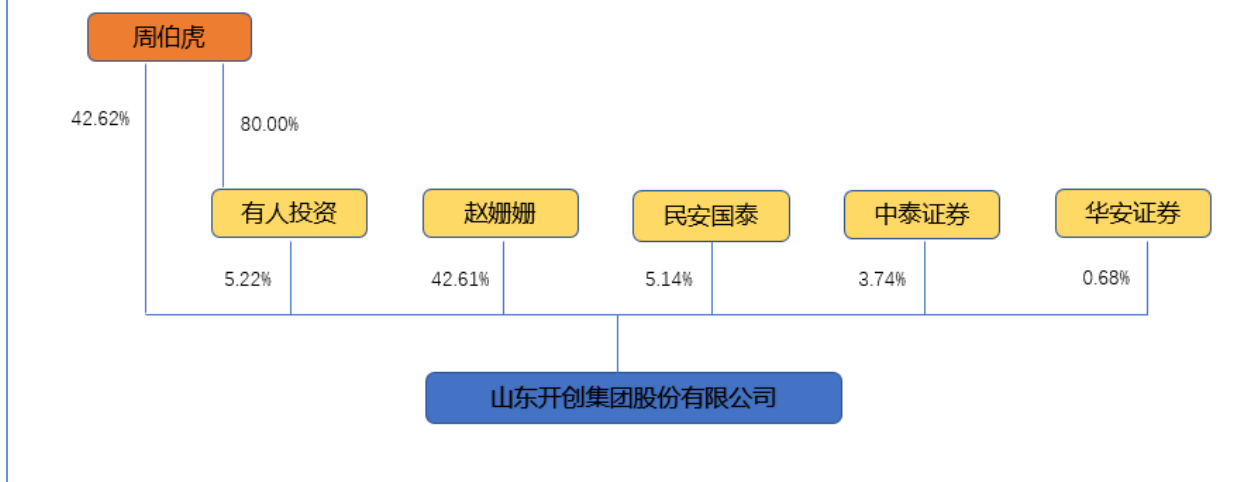 周伯虎
42.62%
80.00%
有人投资
赵姗姗
民安国泰
中泰证券
华安证券
5.22%
42.61%
5.14%
3.74%
0.68%
山东开创集团股份有限公司